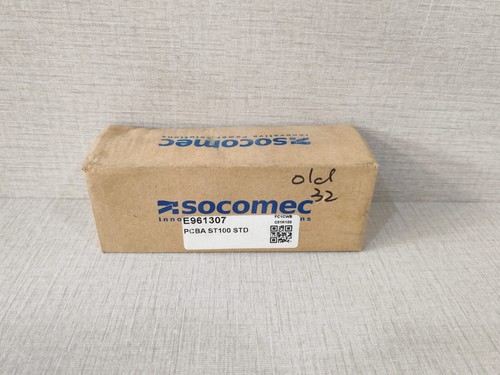 socomec
Innovative Power Solutions
old
32
socomec
E961307
PCBA ST100 STD